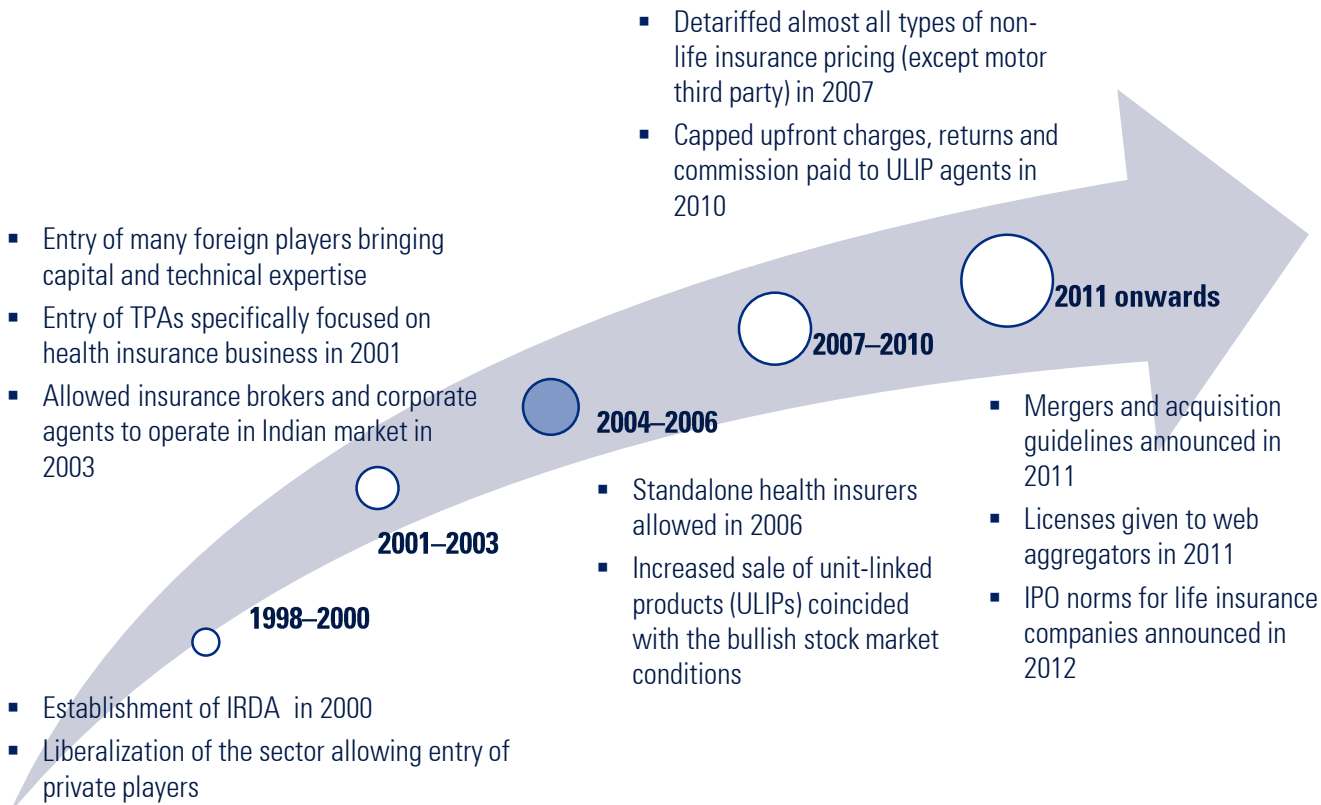 ▪ Detariffed almost all types of non-
life insurance pricing (except motor
third party) in 2007
▪ Capped upfront charges, returns and
commission paid to ULIP agents in
2010
▪ Entry of many foreign players bringing
capital and technical expertise
▪ Entry of TPAs specifically focused on
health insurance business in 2001
▪ Allowed insurance brokers and corporate
agents to operate in Indian market in
2003
2011 onwards
2007–2010
2004–2006
2001–2003
1998–2000
▪ Mergers and acquisition
guidelines announced in
2011
▪ Licenses given to web
aggregators in 2011
▪ IPO norms for life insurance
companies announced in
2012
▪ Standalone health insurers
allowed in 2006
▪ Increased sale of unit-linked
products (ULIPs) coincided
with the bullish stock market
conditions
▪ Establishment of IRDA in 2000
▪ Liberalization of the sector allowing entry of
private players